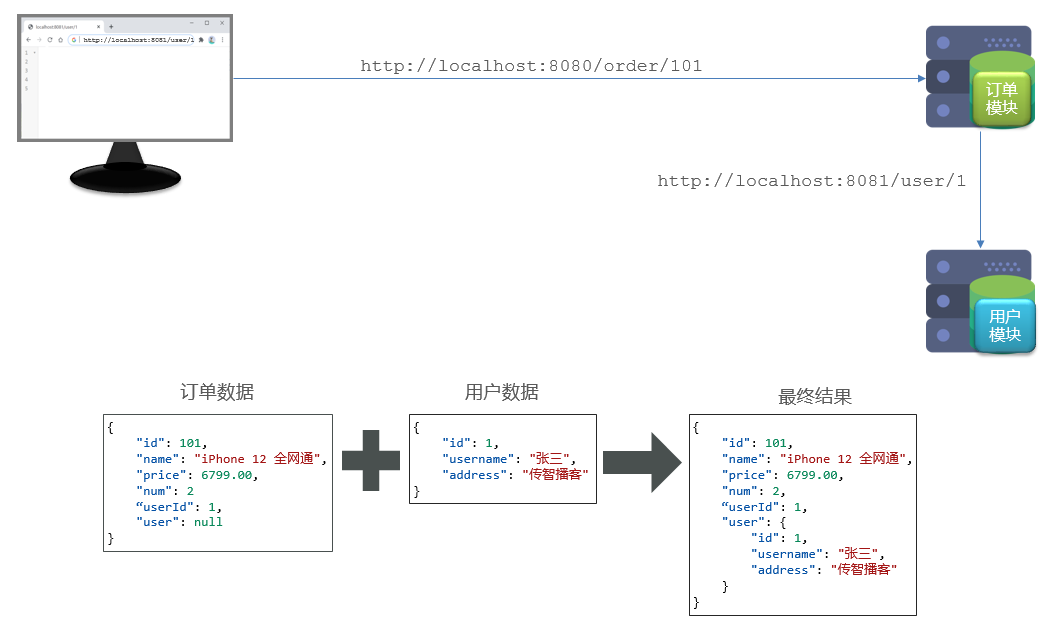 localhost:8081/user/1
http://localhost:8081/user/1
1
2
3
4
5
http://localhost:8080/order/101
订单
模块
http://localhost:8081/user/1
用户
模块
订单数据
{
"id": 101,
"name": "iPhone 12 全网通",
"price": 6799.00,
"num": 2
“userId": 1,
"user": null
}
用户数据
{
"id": 1,
"username": "张三",
"address": "传智播客"
}
最终结果
{
"id": 101,
"name": "iPhone 12 全网通",
"price": 6799.00,
"num": 2,
“userId": 1,
"user": {
"id": 1,
"username": "张三",
"address": "传智播客"
}
}